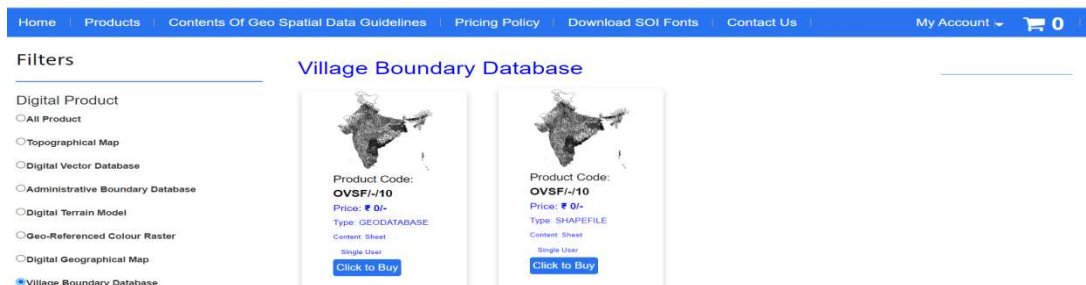 Home Products Contents Of Geo Spatial Data Guidelines Pricing Policy Download SOI Fonts Contact Us My Account 0
Filters
Digital Product
All Product
Topographical Map
Digital Vector Database
Administrative Boundary Database
Digital Terrain Model
Geo-Referenced Colour Raster
Digital Geographical Map
Village Boundary Database
Village Boundary Database
Product Code:
OVSF/-/10
Price: ₹ 0/-
Type: GEODATABASE
Content: Sheet
Single User
Click to Buy
Product Code:
OVSF/-/10
Price: ₹ 0/-
Type: SHAPEFILE
Content: Sheet
Single User
Click to Buy